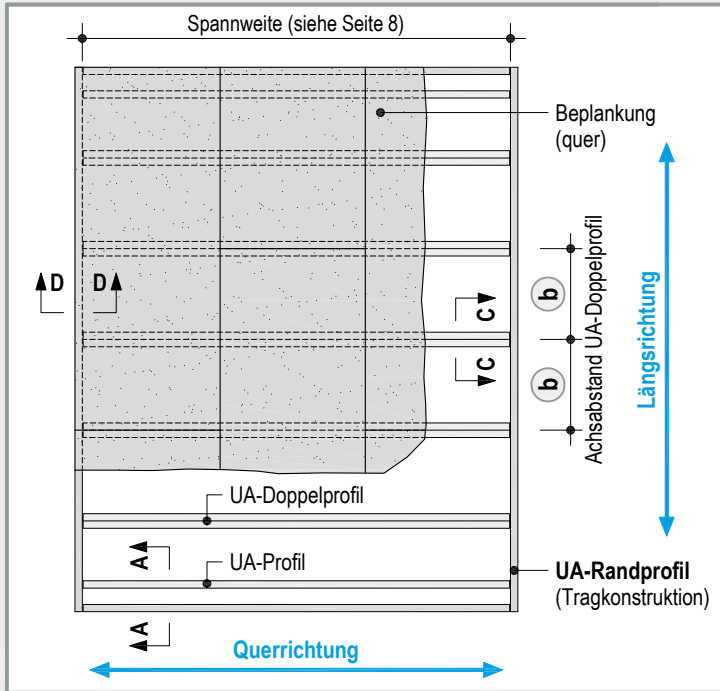 Spannweite (siehe Seite 8)
Beplankung
(quer)
D
D
C
C
b
b
Achsabstand UA-Doppelprofil
Längsrichtung
UA-Doppelprofil
A
UA-Profil
UA-Randprofil
(Tragkonstruktion)
A
Querrichtung